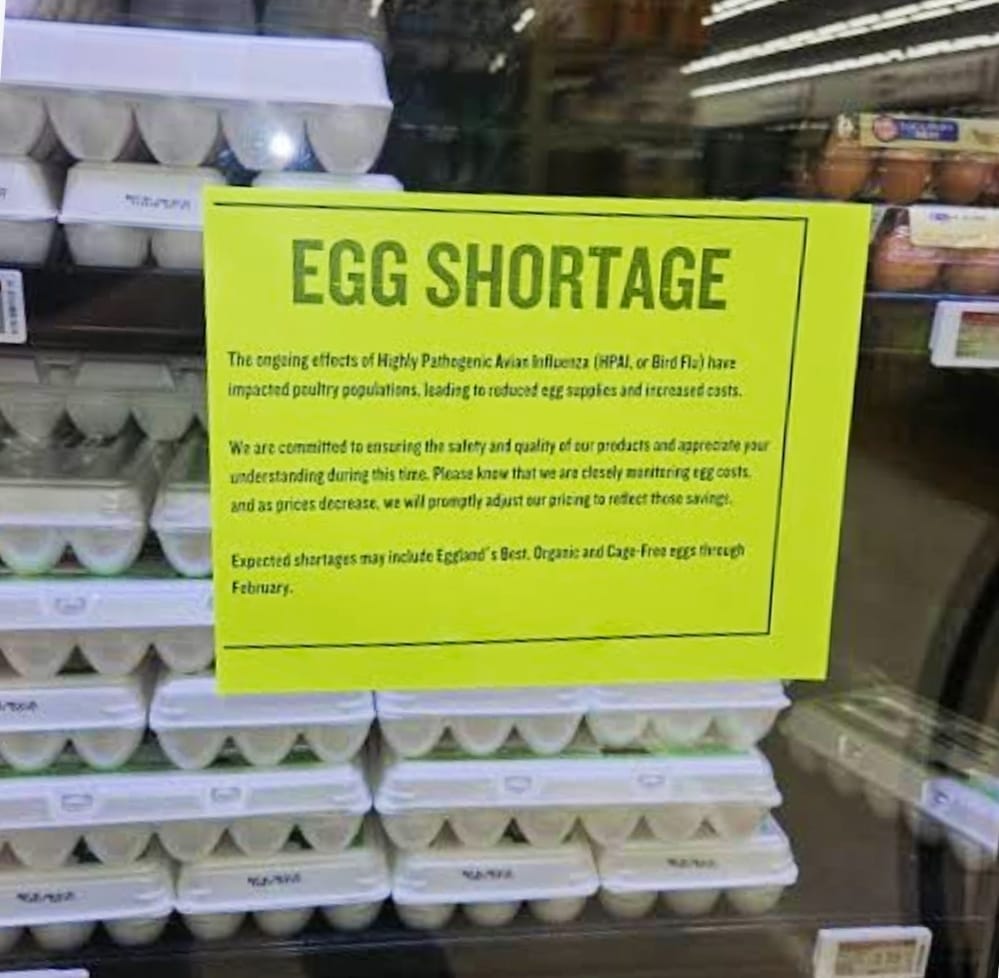 EGG SHORTAGE
The ongoing effects of Highly Pathogenic Avian Influenza (HPAI, or Bird Flu) have
impacted poultry populations, leading to reduced egg supplies and increased costs.
We are committed to ensuring the safety and quality of our products and appreciate your
understanding during this time. Please know that we are closely monitoring egg costs,
and as prices decrease, we will promptly adjust our pricing to reflect those savings.
Expected shortages may include Eggland's Best, Organic and Cage-Free eggs through
February.